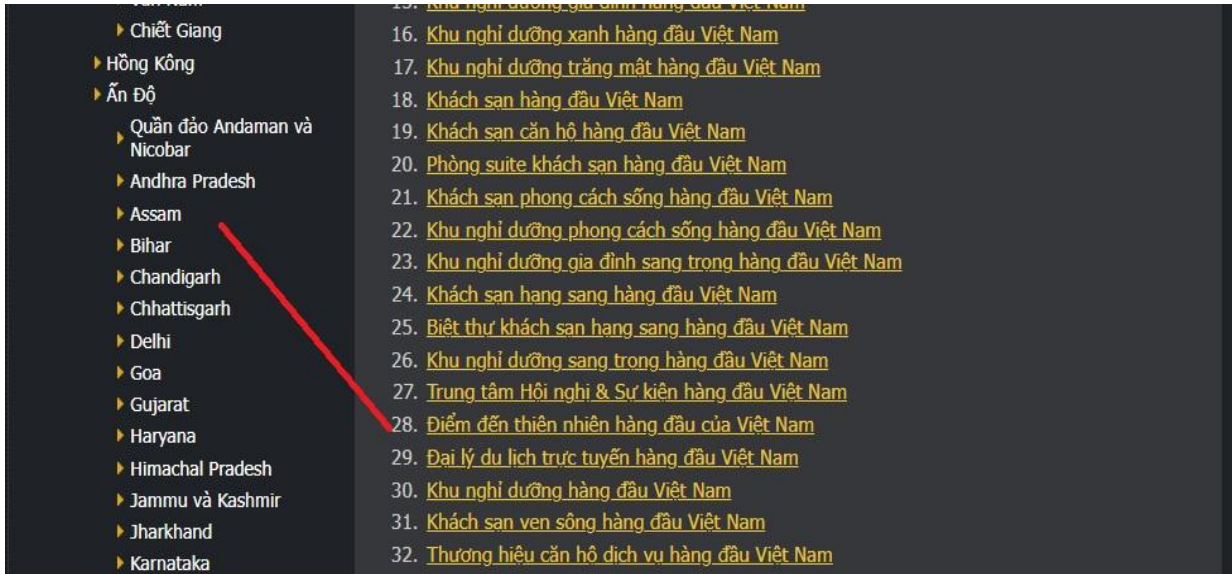 Chiết Giang
Hồng Kông
Ấn Độ
Quần đảo Andaman và
Nicobar
Andhra Pradesh
Assam
Bihar
Chandigarh
Chhattisgarh
Delhi
Goa
Gujarat
Haryana
Himachal Pradesh
Jammu và Kashmir
Jharkhand
Karnataka
16. Khu nghỉ dưỡng xanh hàng đầu Việt Nam
17. Khu nghỉ dưỡng trăng mật hàng đầu Việt Nam
18. Khách sạn hàng đầu Việt Nam
19. Khách sạn căn hộ hàng đầu Việt Nam
20. Phòng suite khách sạn hàng đầu Việt Nam
21. Khách sạn phong cách sống hàng đầu Việt Nam
22. Khu nghỉ dưỡng phong cách sống hàng đầu Việt Nam
23. Khu nghỉ dưỡng gia đình sang trọng hàng đầu Việt Nam
24. Khách sạn hạng sang hàng đầu Việt Nam
25. Biệt thự khách sạn hạng sang hàng đầu Việt Nam
26. Khu nghỉ dưỡng sang trọng hàng đầu Việt Nam
27. Trung tâm Hội nghị & Sự kiện hàng đầu Việt Nam
28. Điểm đến thiên nhiên hàng đầu của Việt Nam
29. Đại lý du lịch trực tuyến hàng đầu Việt Nam
30. Khu nghỉ dưỡng hàng đầu Việt Nam
31. Khách sạn ven sông hàng đầu Việt Nam
32. Thương hiệu căn hộ dịch vụ hàng đầu Việt Nam